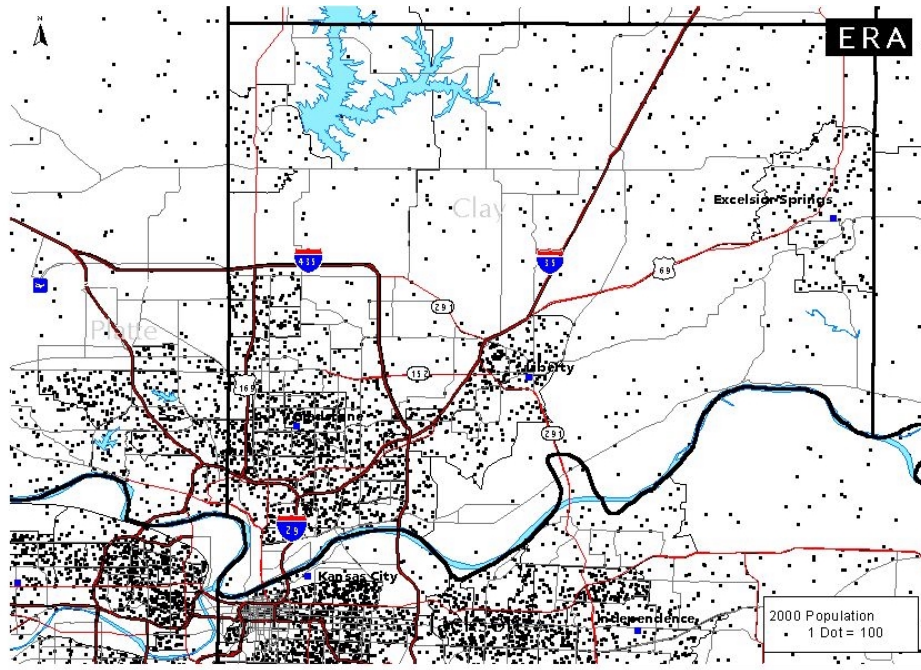 N
ERA
Clay
Excelsior Springs
435
35
69
291
Platte
152
Liberty
169
Gladstone
291
29
Kansas City
Independence
2000 Population
1 Dot = 100